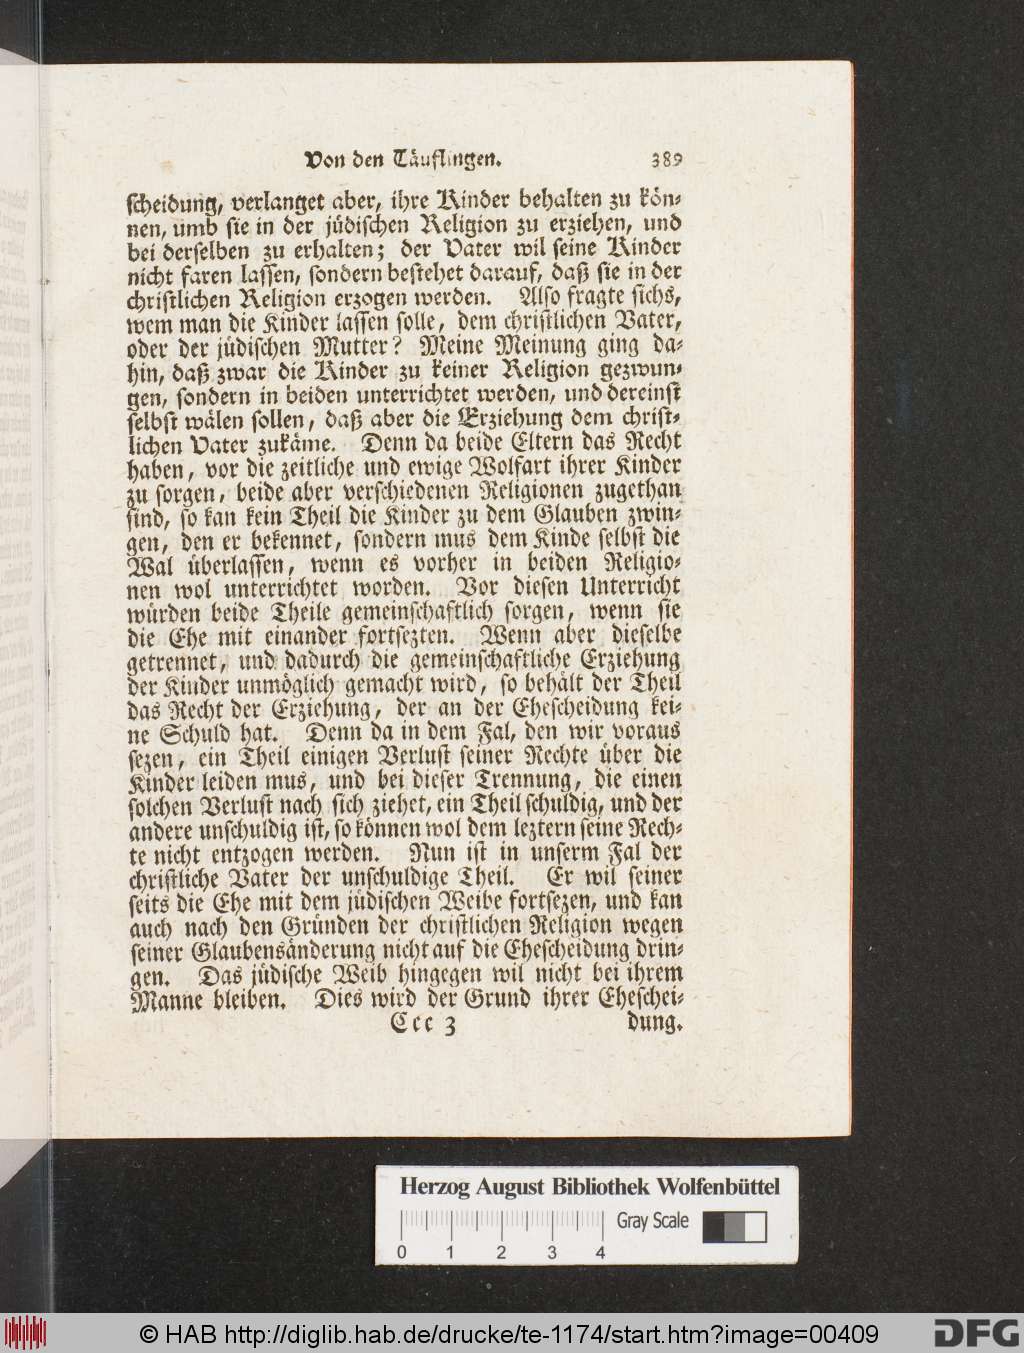 Von den Täuflingen. 389
scheidung, verlanget aber, ihre Kinder behalten zu kön-
nen, umb sie in der jüdischen Religion zu erziehen, und
bei derselben zu erhalten; der Vater wil seine Kinder
nicht faren lassen, sondern bestehet darauf, daß sie in der
christlichen Religion erzogen werden. Also fragte sichs,
wem man die Kinder lassen solle, dem christlichen Vater,
oder der jüdischen Mutter? Meine Meinung ging da-
hin, daß zwar die Kinder zu keiner Religion gezwun-
gen, sondern in beiden unterrichtet werden, und dereinst
selbst wälen sollen, daß aber die Erziehung dem christ-
lichen Vater zukäme. Denn da beide Eltern das Recht
haben, vor die zeitliche und ewige Wolfart ihrer Kinder
zu sorgen, beide aber verschiedenen Religionen zugethan
sind, so kan kein Theil die Kinder zu dem Glauben zwin-
gen, den er bekennet, sondern mus dem Kinde selbst die
Wal überlassen, wenn es vorher in beiden Religio-
nen wol unterrichtet worden. Vor diesen Unterricht
würden beide Theile gemeinschaftlich sorgen, wenn sie
die Ehe mit einander fortsezten. Wenn aber dieselbe
getrennet, und dadurch die gemeinschaftliche Erziehung
der Kinder unmöglich gemacht wird, so behält der Theil
das Recht der Erziehung, der an der Ehescheidung kei-
ne Schuld hat. Denn da in dem Fal, den wir voraus
sezen, ein Theil einigen Verlust seiner Rechte über die
Kinder leiden mus, und bei dieser Trennung, die einen
solchen Verlust nach sich ziehet, ein Theil schuldig, und der
andere unschuldig ist, so können wol dem leztern seine Rech-
te nicht entzogen werden. Nun ist in unserm Fal der
christliche Vater der unschuldige Theil. Er wil seiner
seits die Ehe mit dem jüdischen Weibe fortsezen, und kan
auch nach den Gründen der christlichen Religion wegen
seiner Glaubensänderung nicht auf die Ehescheidung drin-
gen. Das jüdische Weib hingegen wil nicht bei ihrem
Manne bleiben. Dies wird der Grund ihrer Eheschei-
Ccc 3 dung.
Herzog August Bibliothek Wolfenbüttel
Gray Scale
0 1 2 3 4
© HAB http://diglib.hab.de/drucke/te-1174/start.htm?image=00409
DFG